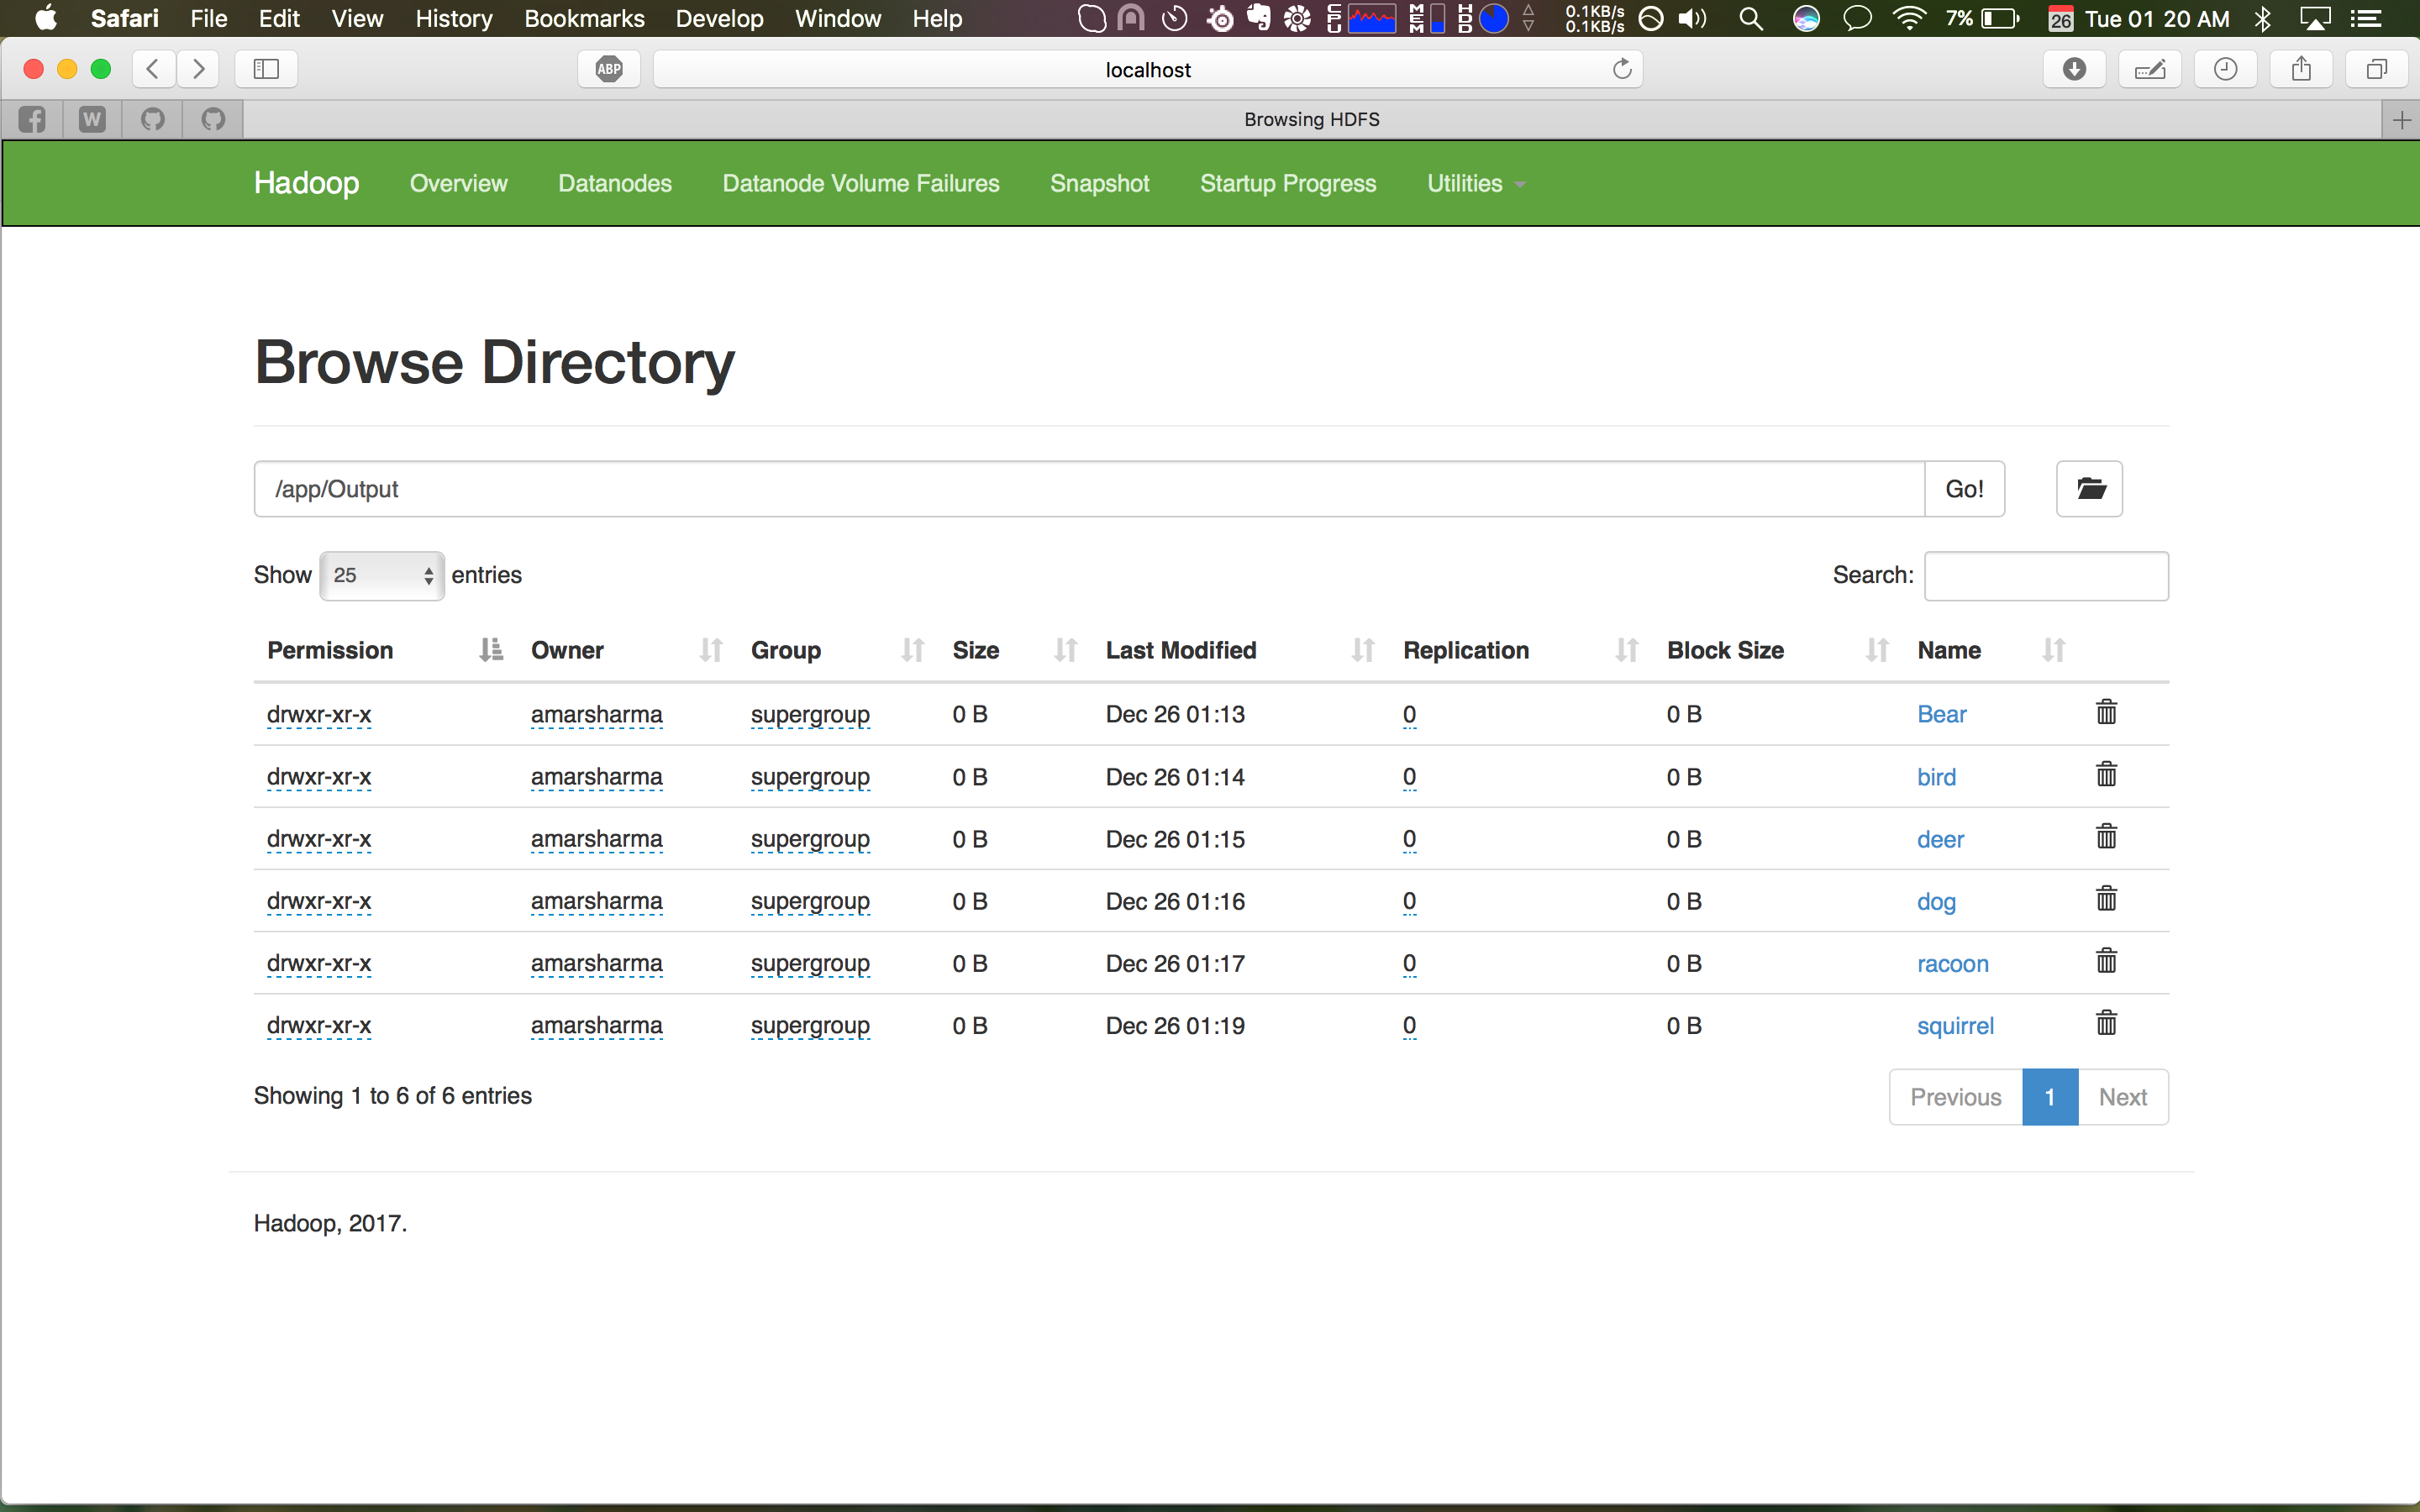 Safari File Edit View History Bookmarks Develop Window Help CPU MEM HDD 0.1KB/s 0.1KB/s 7% 26 Tue 01 20 AM
ABP localhost
W Browsing HDFS
Hadoop Overview Datanodes Datanode Volume Failures Snapshot Startup Progress Utilities
Browse Directory
/app/Output Go!
Show 25 entries Search:
Permission Owner Group Size Last Modified Replication Block Size Name
drwxr-xr-x amarsharma supergroup 0 B Dec 26 01:13 0 0 B Bear
drwxr-xr-x amarsharma supergroup 0 B Dec 26 01:14 0 0 B bird
drwxr-xr-x amarsharma supergroup 0 B Dec 26 01:15 0 0 B deer
drwxr-xr-x amarsharma supergroup 0 B Dec 26 01:16 0 0 B dog
drwxr-xr-x amarsharma supergroup 0 B Dec 26 01:17 0 0 B racoon
drwxr-xr-x amarsharma supergroup 0 B Dec 26 01:19 0 0 B squirrel
Showing 1 to 6 of 6 entries Previous 1 Next
Hadoop, 2017.